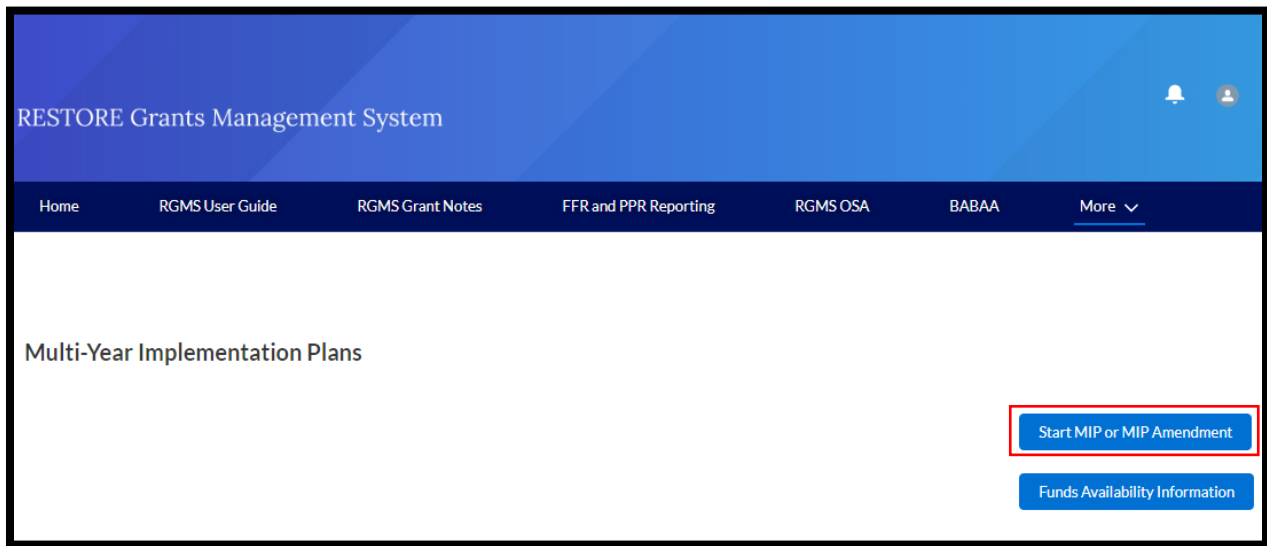 RESTORE Grants Management System
Home RGMS User Guide RGMS Grant Notes FFR and PPR Reporting RGMS OSA BABAA More
Multi-Year Implementation Plans
Start MIP or MIP Amendment
Funds Availability Information